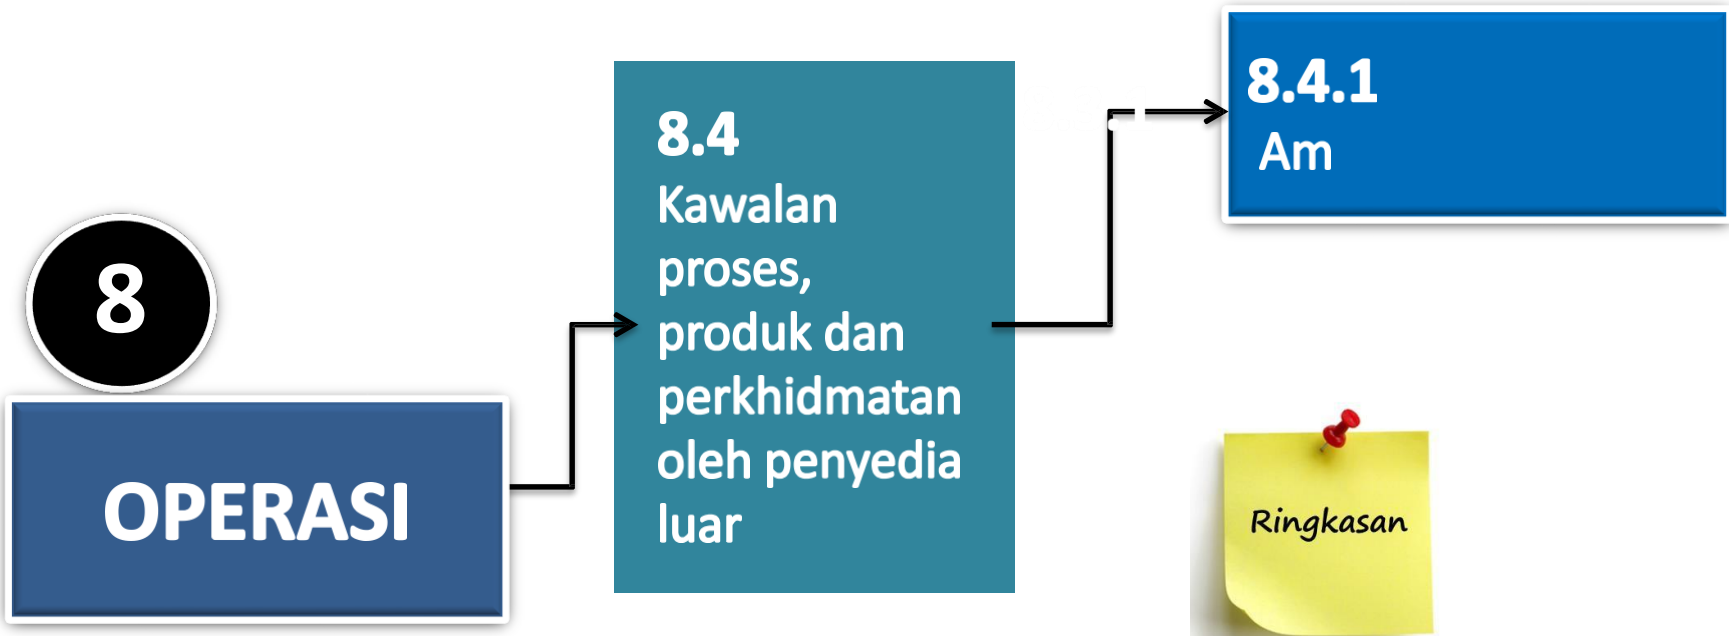 8
OPERASI
8.4
Kawalan
proses,
produk dan
perkhidmatan
oleh penyedia
luar
8.4.1
Am
Ringkasan